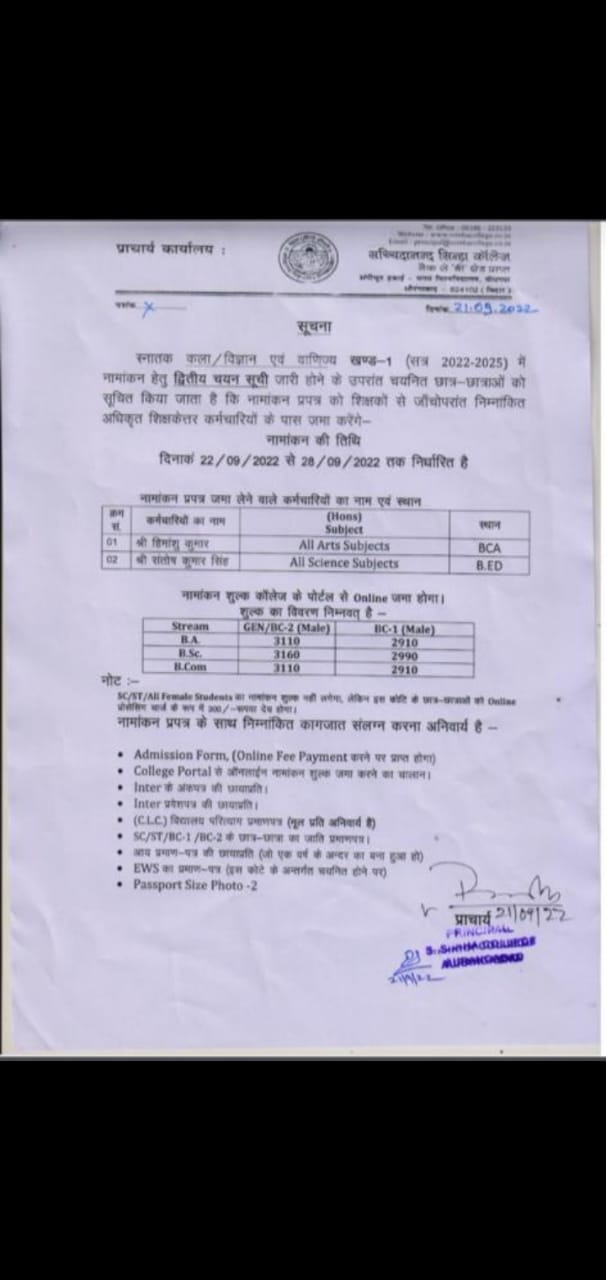 प्राचार्य कार्यालय :
सच्चिदानन्द सिन्हा कॉलेज
औरंगाबाद - 824102 (बिहार)
पत्रांक. X
दिनांक. 21.09.2022
सूचना
स्नातक कला/विज्ञान एवं वाणिज्य खण्ड-1 (सत्र 2022-2025) में
नामांकन हेतु द्वितीय चयन सूची जारी होने के उपरांत चयनित छात्र-छात्राओं को
सूचित किया जाता है कि नामांकन प्रपत्र को शिक्षकों से जाँचोपरांत निम्नांकित
अधिकृत शिक्षकेत्तर कर्मचारियों के पास जमा करेंगे–
नामांकन की तिथि
दिनाकं 22/09/2022 से 28/09/2022 तक निर्धारित है
नामांकन प्रपत्र जमा लेने वाले कर्मचारियों का नाम एवं स्थान
क्रम सं. कर्मचारियों का नाम (Hons) Subject स्थान
01 श्री हिमांशु कुमार All Arts Subjects BCA
02 श्री संतोष कुमार सिंह All Science Subjects B.ED
नामांकन शुल्क कॉलेज के पोर्टल से Online जमा होगा।
शुल्क का विवरण निम्नवत् है –
Stream GEN/BC-2 (Male) BC-1 (Male)
B.A. 3110 2910
B.Sc. 3160 2990
B.Com 3110 2910
नोट :–
SC/ST/All Female Students का नामांकन शुल्क नहीं लगेगा, लेकिन इस कोटि के छात्र-छात्राओं को Online
प्रोसेसिंग चार्ज के रूप में 300/-रूपया देय होगा।
नामांकन प्रपत्र के साथ निम्नांकित कागजात संलग्न करना अनिवार्य है –
• Admission Form, (Online Fee Payment करने पर प्राप्त होगा)
• College Portal से ऑनलाईन नामांकन शुल्क जमा करने का चालान।
• Inter के अंकपत्र की छायाप्रति।
• Inter प्रवेशपत्र की छायाप्रति।
• (C.L.C) विद्यालय परित्याग प्रमाणपत्र (मूल प्रति अनिवार्य है)
• SC/ST/BC-1 /BC-2 के छात्र-छात्रा का जाति प्रमाणपत्र।
• आय प्रमाण-पत्र की छायाप्रति (जो एक वर्ष के अन्दर का बना हुआ हो)
• EWS का प्रमाण-पत्र (इस कोटे के अन्तर्गत चयनित होने पर)
• Passport Size Photo -2
प्राचार्य 21/09/22
PRINCIPAL
21/9/22